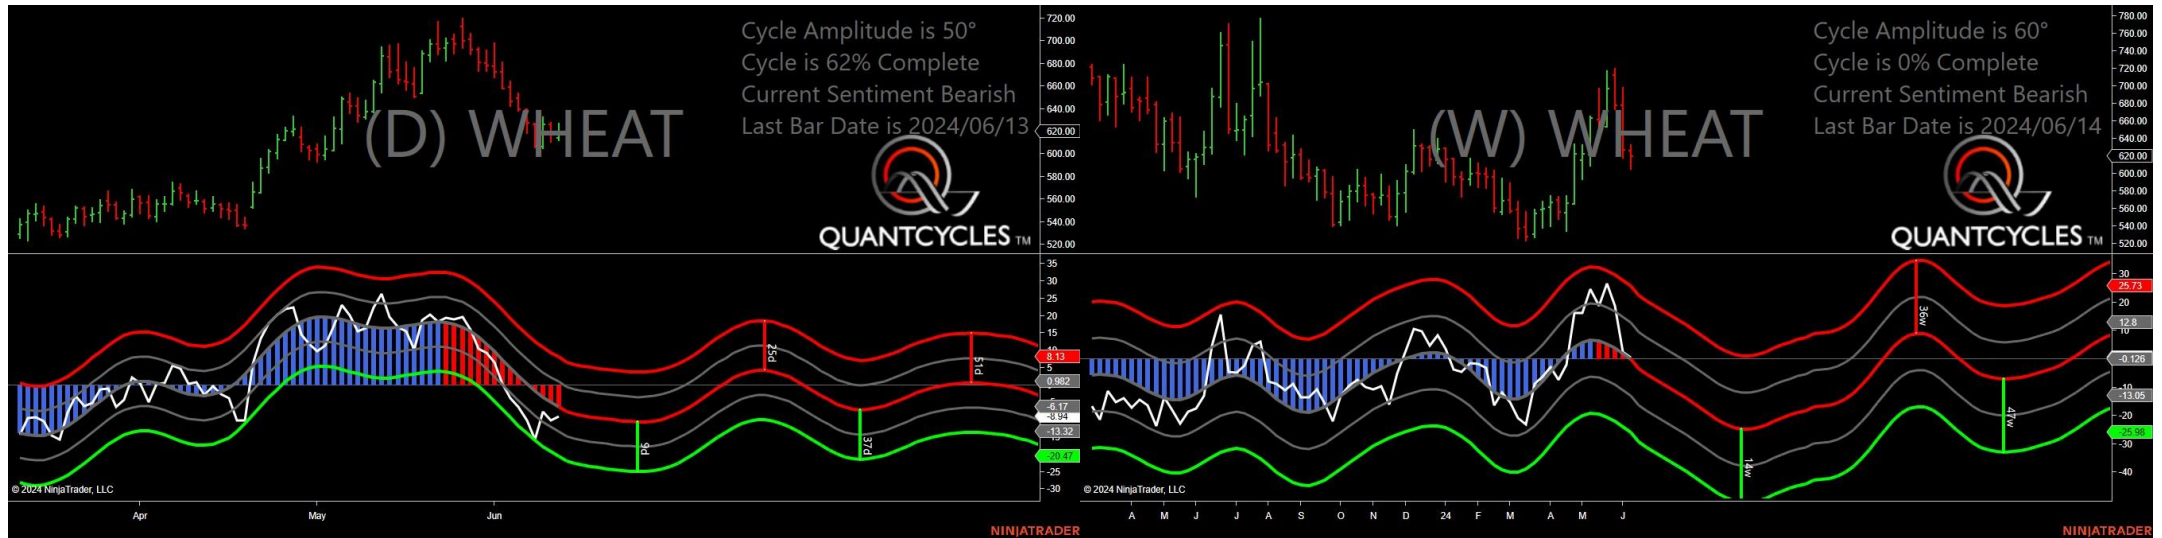 Cycle Amplitude is 50°
Cycle is 62% Complete
Current Sentiment Bearish
Last Bar Date is 2024/06/13
(D) WHEAT
QUANTCYCLES TM
720.00
700.00
680.00
660.00
640.00
620.00
600.00
580.00
560.00
540.00
520.00
35
30
25
20
15
8.13
5
0.982
-6.17
-8.94
-13.32
-20.47
-25
-30
25d
51d
9d
37d
© 2024 NinjaTrader, LLC
Apr
May
Jun
NINJATRADER
Cycle Amplitude is 60°
Cycle is 0% Complete
Current Sentiment Bearish
Last Bar Date is 2024/06/14
(W) WHEAT
QUANTCYCLES TM
780.00
760.00
740.00
720.00
700.00
680.00
660.00
640.00
620.00
600.00
580.00
560.00
540.00
520.00
30
25.73
20
12.8
10
-0.126
-10
-13.05
-20
-25.98
-30
-40
36w
47w
14w
© 2024 NinjaTrader, LLC
A M J J A S O N D 24 F M A M J
NINJATRADER